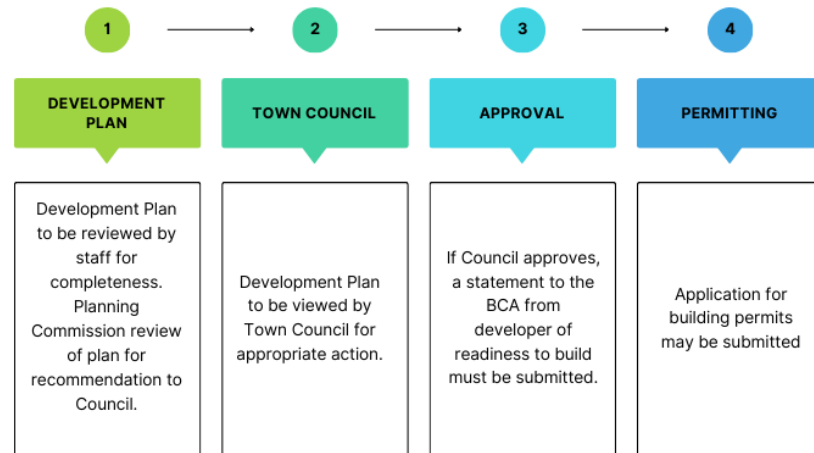 1
2
3
4
DEVELOPMENT
PLAN
TOWN COUNCIL
APPROVAL
PERMITTING
Development Plan
to be reviewed by
staff for
completeness.
Planning
Commission review
of plan for
recommendation to
Council.
Development Plan
to be viewed by
Town Council for
appropriate action.
If Council approves,
a statement to the
BCA from
developer of
readiness to build
must be submitted.
Application for
building permits
may be submitted